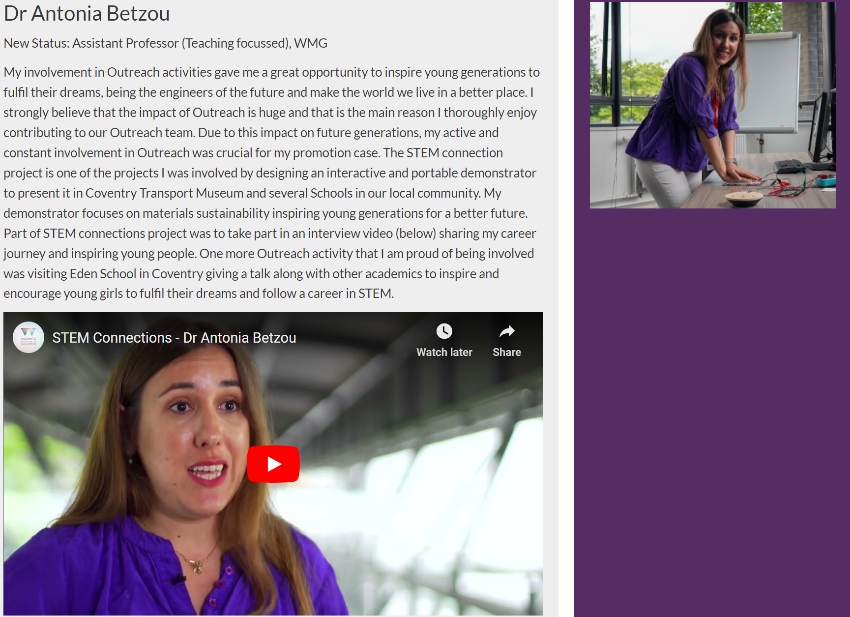 Dr Antonia Betzou
New Status: Assistant Professor (Teaching focussed), WMG
My involvement in Outreach activities gave me a great opportunity to inspire young generations to
fulfil their dreams, being the engineers of the future and make the world we live in a better place. I
strongly believe that the impact of Outreach is huge and that is the main reason I thoroughly enjoy
contributing to our Outreach team. Due to this impact on future generations, my active and
constant involvement in Outreach was crucial for my promotion case. The STEM connection
project is one of the projects I was involved by designing an interactive and portable demonstrator
to present it in Coventry Transport Museum and several Schools in our local community. My
demonstrator focuses on materials sustainability inspiring young generations for a better future.
Part of STEM connections project was to take part in an interview video (below) sharing my career
journey and inspiring young people. One more Outreach activity that I am proud of being involved
was visiting Eden School in Coventry giving a talk along with other academics to inspire and
encourage young girls to fulfil their dreams and follow a career in STEM.
STEM Connections - Dr Antonia Betzou
Watch later
Share